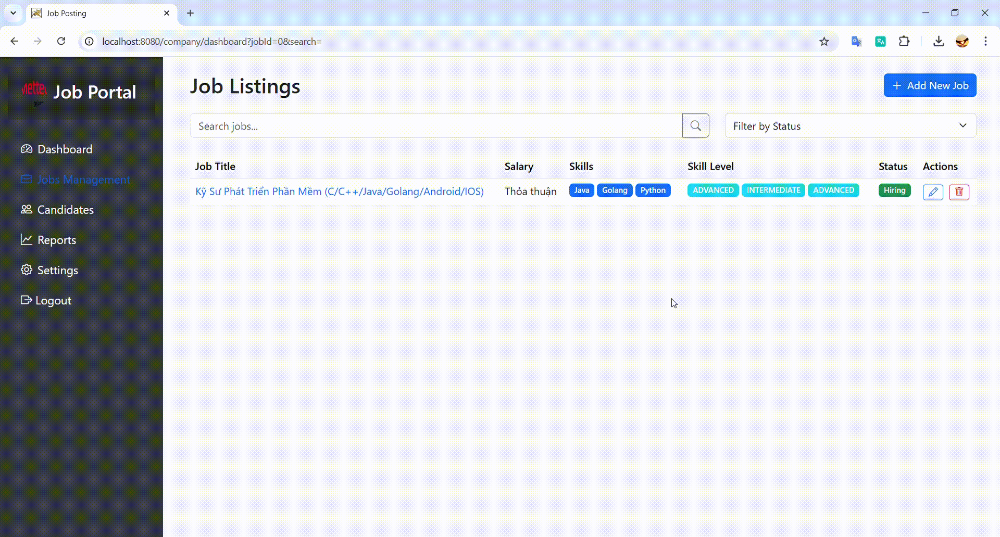 Job Posting
localhost:8080/company/dashboard?jobId=0&search=
viettel
Job Portal
Dashboard
Jobs Management
Candidates
Reports
Settings
Logout
Job Listings
Add New Job
Search jobs...
Filter by Status
Job Title Salary Skills Skill Level Status Actions
Kỹ Sư Phát Triển Phần Mềm (C/C++/Java/Golang/Android/IOS) Thỏa thuận Java Golang Python ADVANCED INTERMEDIATE ADVANCED Hiring